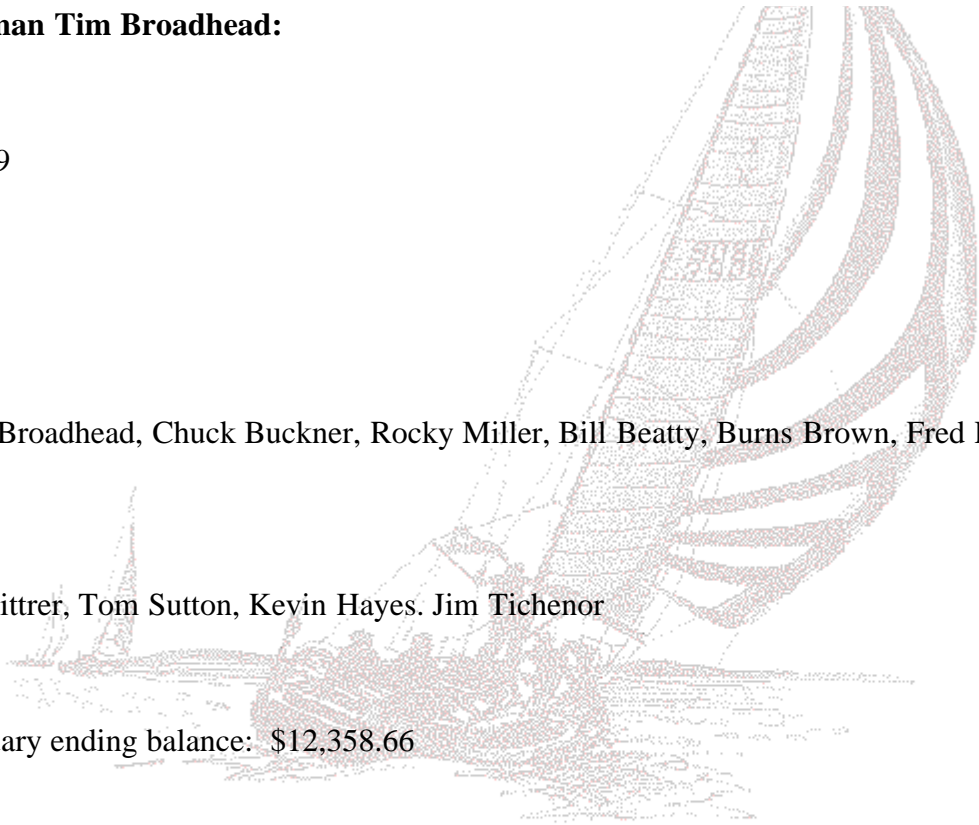 man Tim Broadhead:
9
Broadhead, Chuck Buckner, Rocky Miller, Bill Beatty, Burns Brown, Fred
ittrer, Tom Sutton, Kevin Hayes. Jim Tichenor
uary ending balance: $12,358.66